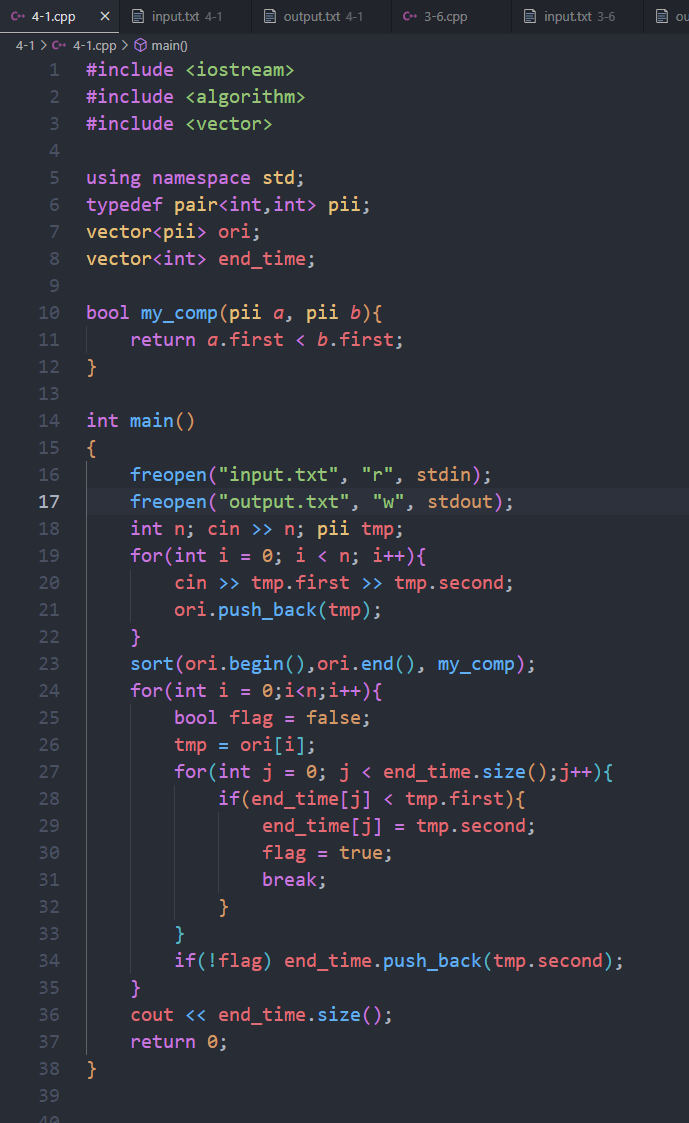 4-1.cpp × input.txt 4-1 output.txt 4-1 3-6.cpp input.txt 3-6 ou
4-1 > 4-1.cpp > main()
1 #include <iostream>
2 #include <algorithm>
3 #include <vector>
4
5 using namespace std;
6 typedef pair<int,int> pii;
7 vector<pii> ori;
8 vector<int> end_time;
9
10 bool my_comp(pii a, pii b){
11     return a.first < b.first;
12 }
13
14 int main()
15 {
16     freopen("input.txt", "r", stdin);
17     freopen("output.txt", "w", stdout);
18     int n; cin >> n; pii tmp;
19     for(int i = 0; i < n; i++){
20         cin >> tmp.first >> tmp.second;
21         ori.push_back(tmp);
22     }
23     sort(ori.begin(),ori.end(), my_comp);
24     for(int i = 0;i<n;i++){
25         bool flag = false;
26         tmp = ori[i];
27         for(int j = 0; j < end_time.size();j++){
28             if(end_time[j] < tmp.first){
29                 end_time[j] = tmp.second;
30                 flag = true;
31                 break;
32             }
33         }
34         if(!flag) end_time.push_back(tmp.second);
35     }
36     cout << end_time.size();
37     return 0;
38 }
39